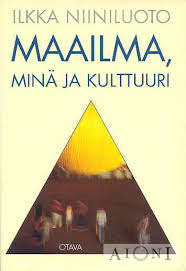 ILKKA NIINILUOTO
MAAILMA,
MINÄ JA KULTTUURI
OTAVA
AIONI